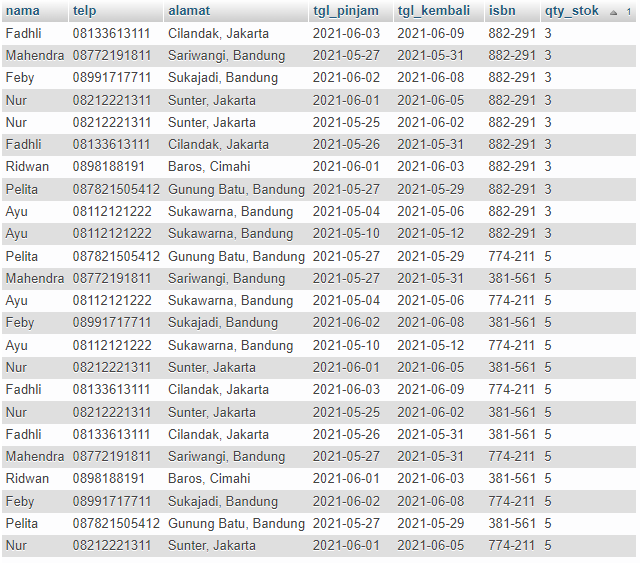 nama telp alamat tgl_pinjam tgl_kembali isbn qty_stok 1
Fadhli 08133613111 Cilandak, Jakarta 2021-06-03 2021-06-09 882-291 3
Mahendra 08772191811 Sariwangi, Bandung 2021-05-27 2021-05-31 882-291 3
Feby 08991717711 Sukajadi, Bandung 2021-06-02 2021-06-08 882-291 3
Nur 08212221311 Sunter, Jakarta 2021-06-01 2021-06-05 882-291 3
Nur 08212221311 Sunter, Jakarta 2021-05-25 2021-06-02 882-291 3
Fadhli 08133613111 Cilandak, Jakarta 2021-05-26 2021-05-31 882-291 3
Ridwan 0898188191 Baros, Cimahi 2021-06-01 2021-06-03 882-291 3
Pelita 087821505412 Gunung Batu, Bandung 2021-05-27 2021-05-29 882-291 3
Ayu 08112121222 Sukawarna, Bandung 2021-05-04 2021-05-06 882-291 3
Ayu 08112121222 Sukawarna, Bandung 2021-05-10 2021-05-12 882-291 3
Pelita 087821505412 Gunung Batu, Bandung 2021-05-27 2021-05-29 774-211 5
Mahendra 08772191811 Sariwangi, Bandung 2021-05-27 2021-05-31 381-561 5
Ayu 08112121222 Sukawarna, Bandung 2021-05-04 2021-05-06 774-211 5
Feby 08991717711 Sukajadi, Bandung 2021-06-02 2021-06-08 381-561 5
Ayu 08112121222 Sukawarna, Bandung 2021-05-10 2021-05-12 774-211 5
Nur 08212221311 Sunter, Jakarta 2021-06-01 2021-06-05 381-561 5
Fadhli 08133613111 Cilandak, Jakarta 2021-06-03 2021-06-09 774-211 5
Nur 08212221311 Sunter, Jakarta 2021-05-25 2021-06-02 381-561 5
Fadhli 08133613111 Cilandak, Jakarta 2021-05-26 2021-05-31 381-561 5
Mahendra 08772191811 Sariwangi, Bandung 2021-05-27 2021-05-31 774-211 5
Ridwan 0898188191 Baros, Cimahi 2021-06-01 2021-06-03 381-561 5
Feby 08991717711 Sukajadi, Bandung 2021-06-02 2021-06-08 774-211 5
Pelita 087821505412 Gunung Batu, Bandung 2021-05-27 2021-05-29 381-561 5
Nur 08212221311 Sunter, Jakarta 2021-06-01 2021-06-05 774-211 5